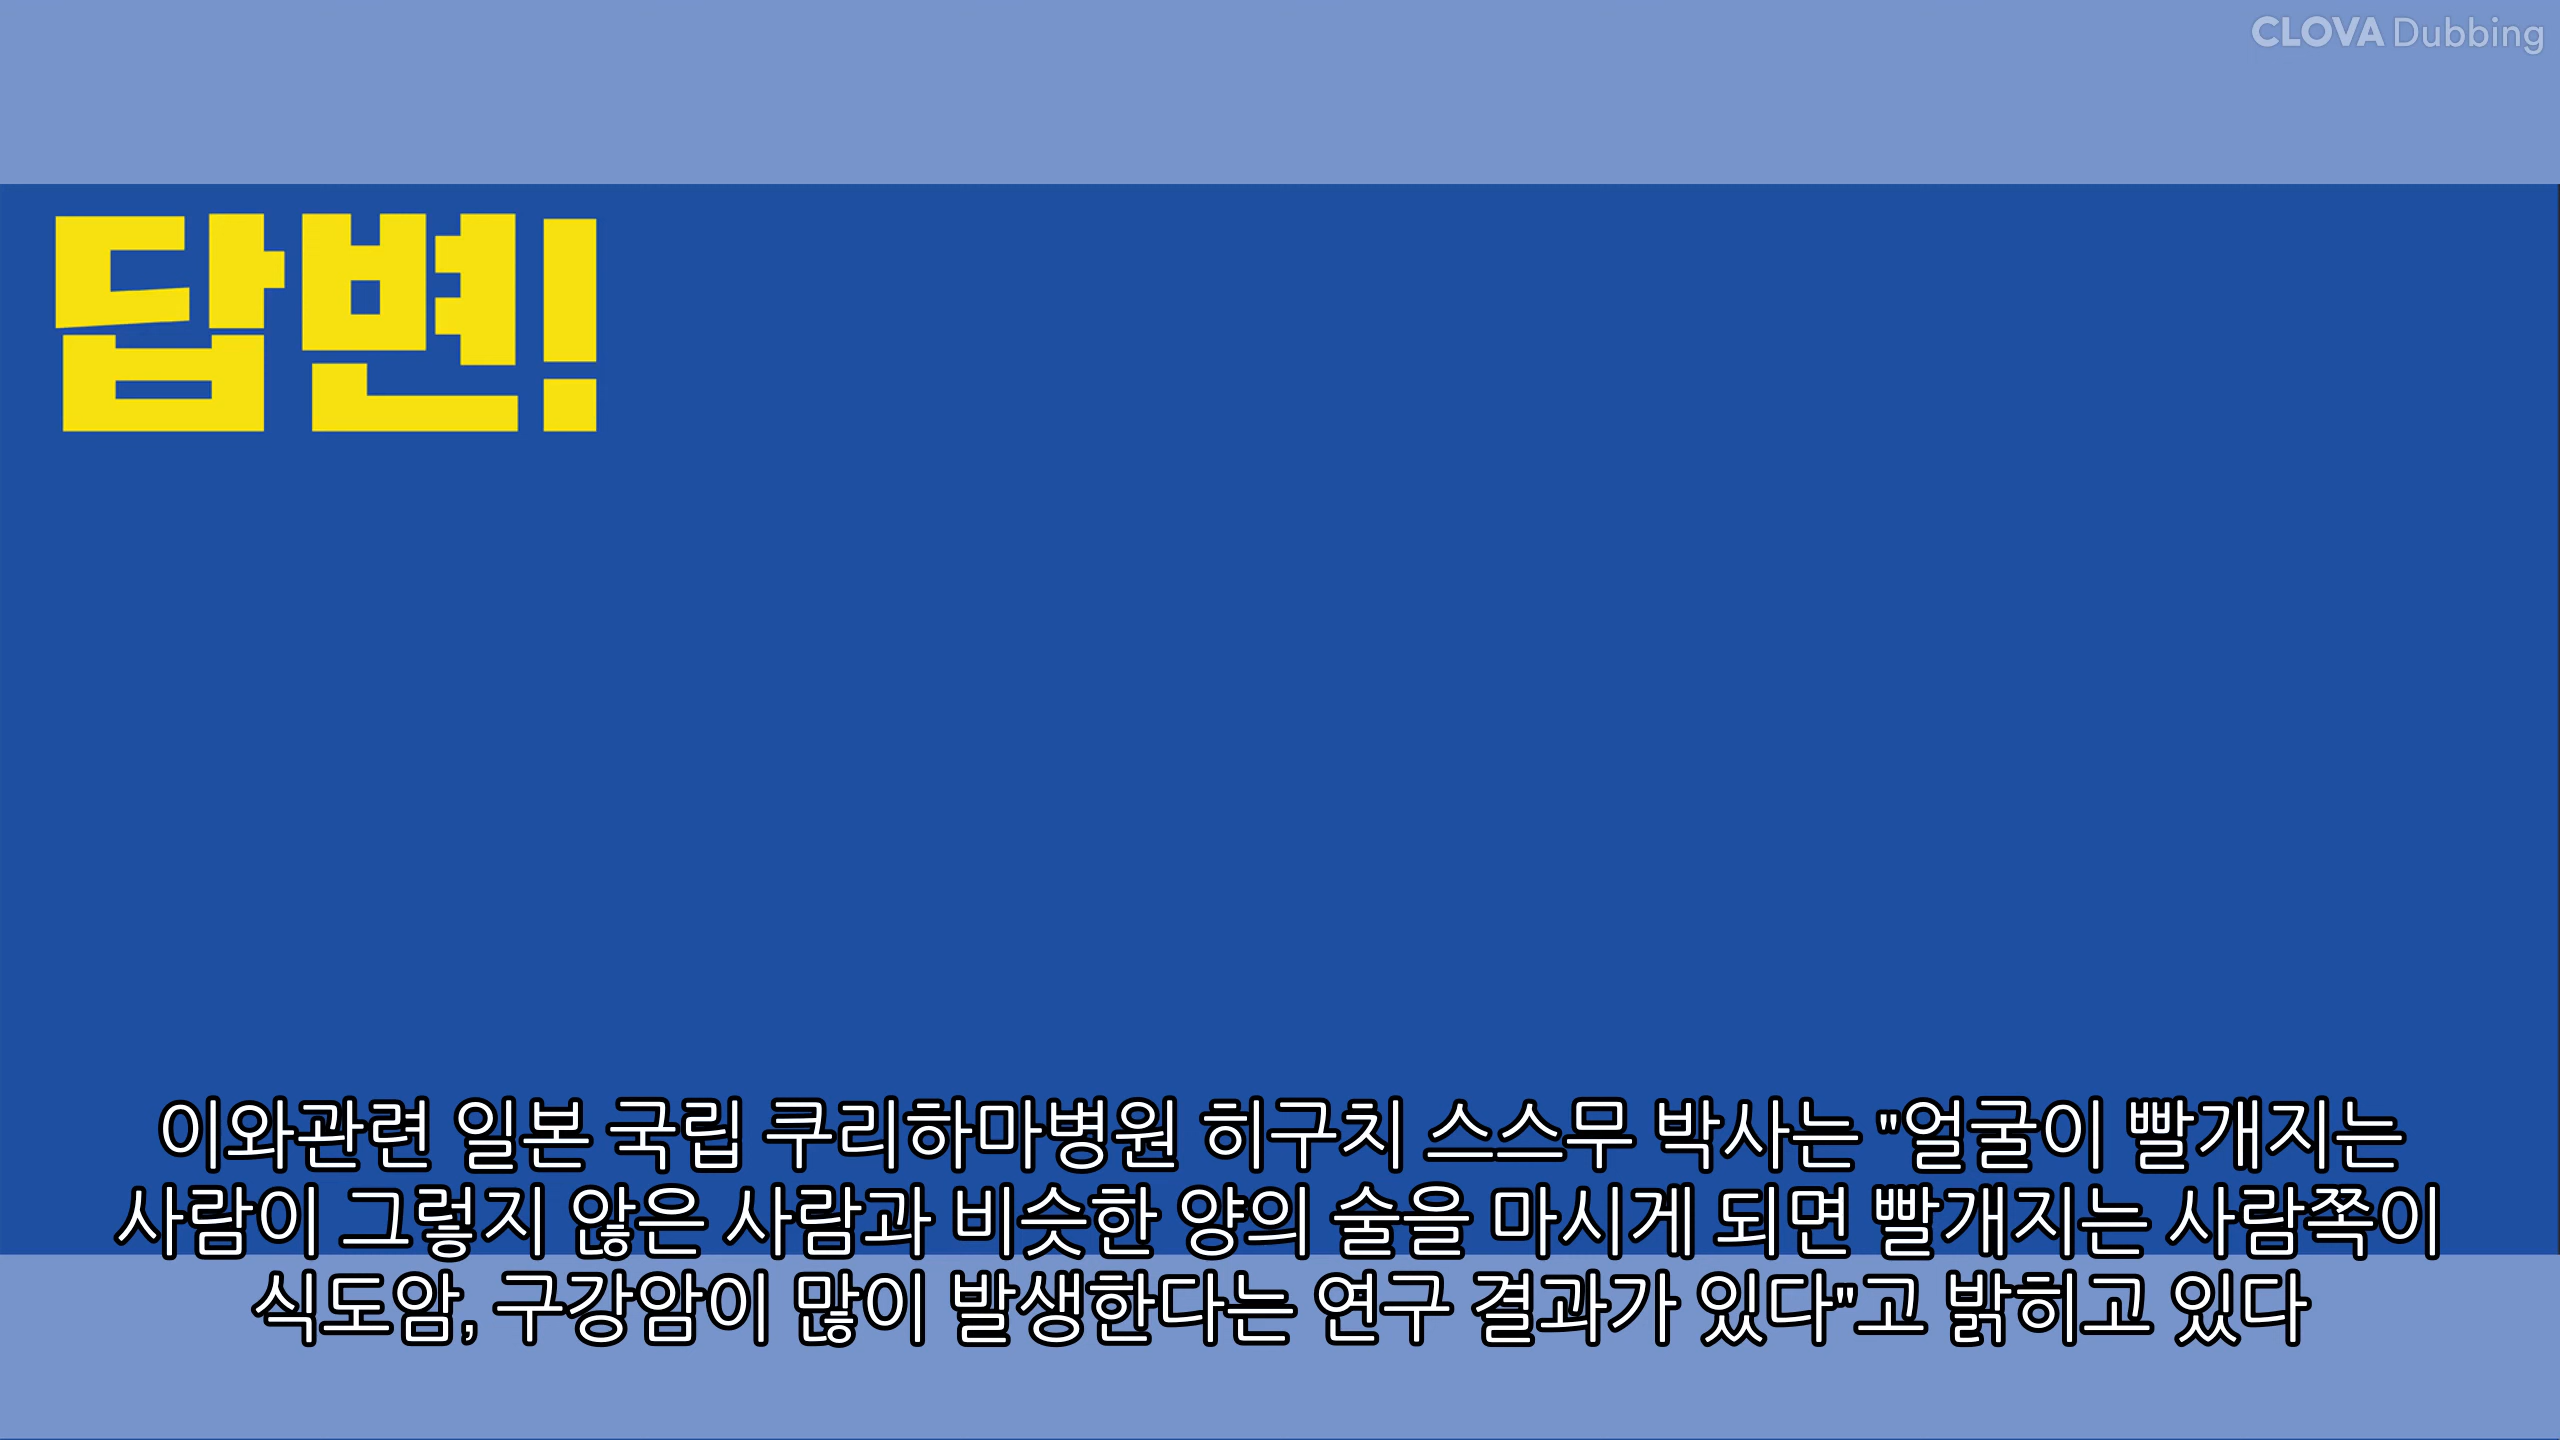 CLOVA Dubbing
답변!
이와관련 일본 국립 쿠리하마병원 히구치 스스무 박사는 "얼굴이 빨개지는
사람이 그렇지 않은 사람과 비슷한 양의 술을 마시게 되면 빨개지는 사람쪽이
식도암, 구강암이 많이 발생한다는 연구 결과가 있다"고 밝히고 있다